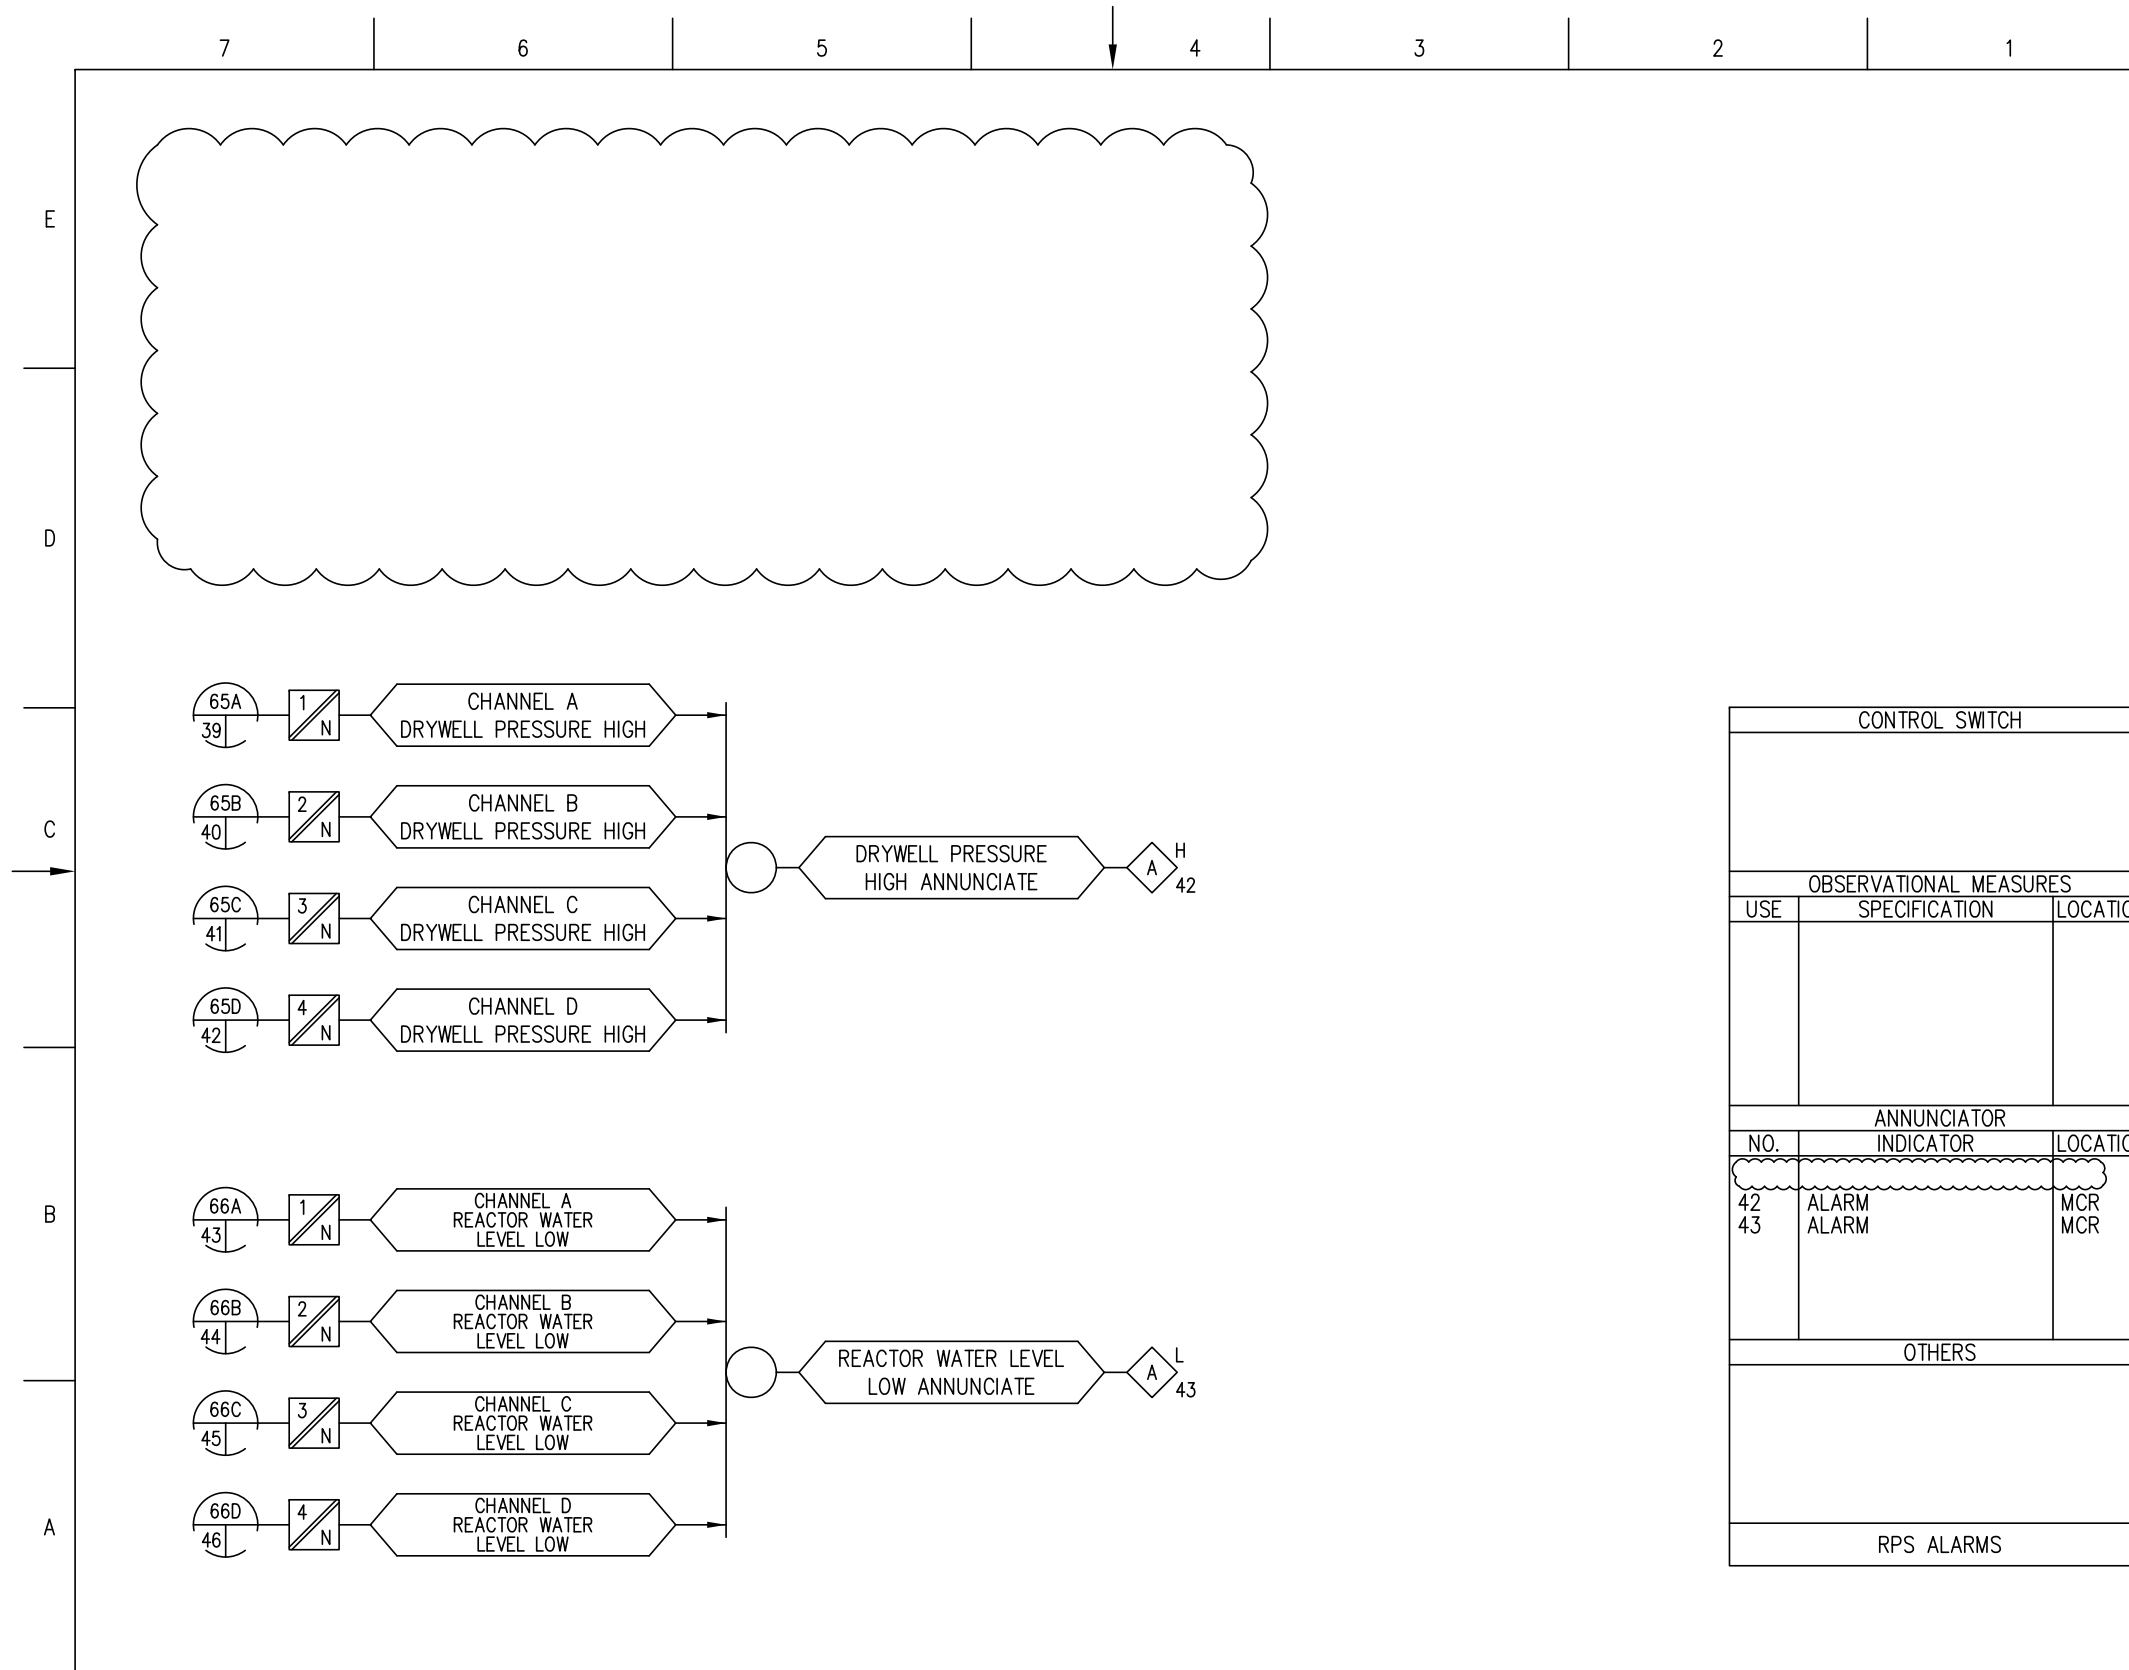 7 6 5 4 3 2 1
E
D
C
B
A
65A
39
1
N
CHANNEL A
DRYWELL PRESSURE HIGH
65B
40
2
N
CHANNEL B
DRYWELL PRESSURE HIGH
65C
41
3
N
CHANNEL C
DRYWELL PRESSURE HIGH
65D
42
4
N
CHANNEL D
DRYWELL PRESSURE HIGH
DRYWELL PRESSURE
HIGH ANNUNCIATE
A
H
42
66A
43
1
N
CHANNEL A
REACTOR WATER
LEVEL LOW
66B
44
2
N
CHANNEL B
REACTOR WATER
LEVEL LOW
66C
45
3
N
CHANNEL C
REACTOR WATER
LEVEL LOW
66D
46
4
N
CHANNEL D
REACTOR WATER
LEVEL LOW
REACTOR WATER LEVEL
LOW ANNUNCIATE
A
L
43
CONTROL SWITCH
OBSERVATIONAL MEASURES
USE SPECIFICATION
ANNUNCIATOR
NO. INDICATOR
42 ALARM MCR
43 ALARM MCR
OTHERS
RPS ALARMS